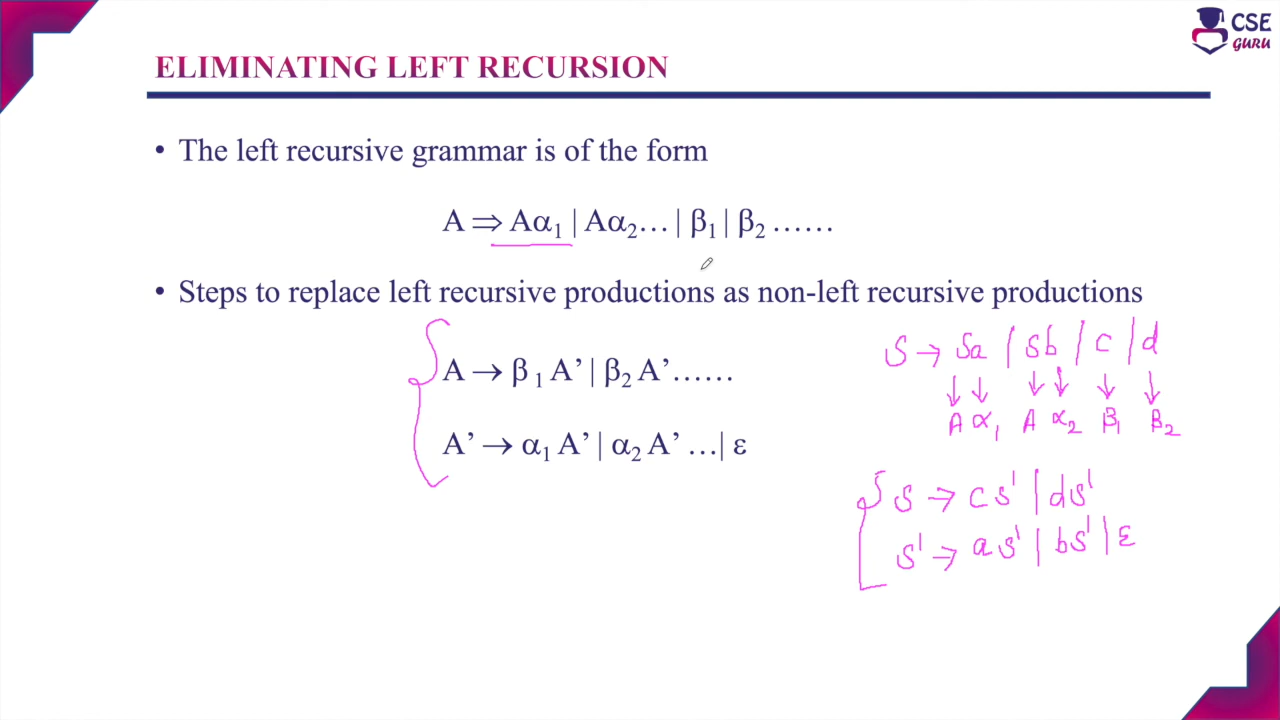 CSE
GURU
ELIMINATING LEFT RECURSION
• The left recursive grammar is of the form
A ⇒ Aα₁ | Aα₂… | β₁ | β₂ ……
• Steps to replace left recursive productions as non-left recursive productions
A → β₁ A’ | β₂ A’……
A’ → α₁ A’ | α₂ A’ …| ε
S → Sa | Sb | c | d
↓ ↓ ↓ ↓ ↓ ↓
A α₁ A α₂ β₁ β₂
S → cS' | dS'
S' → aS' | bS' | ε